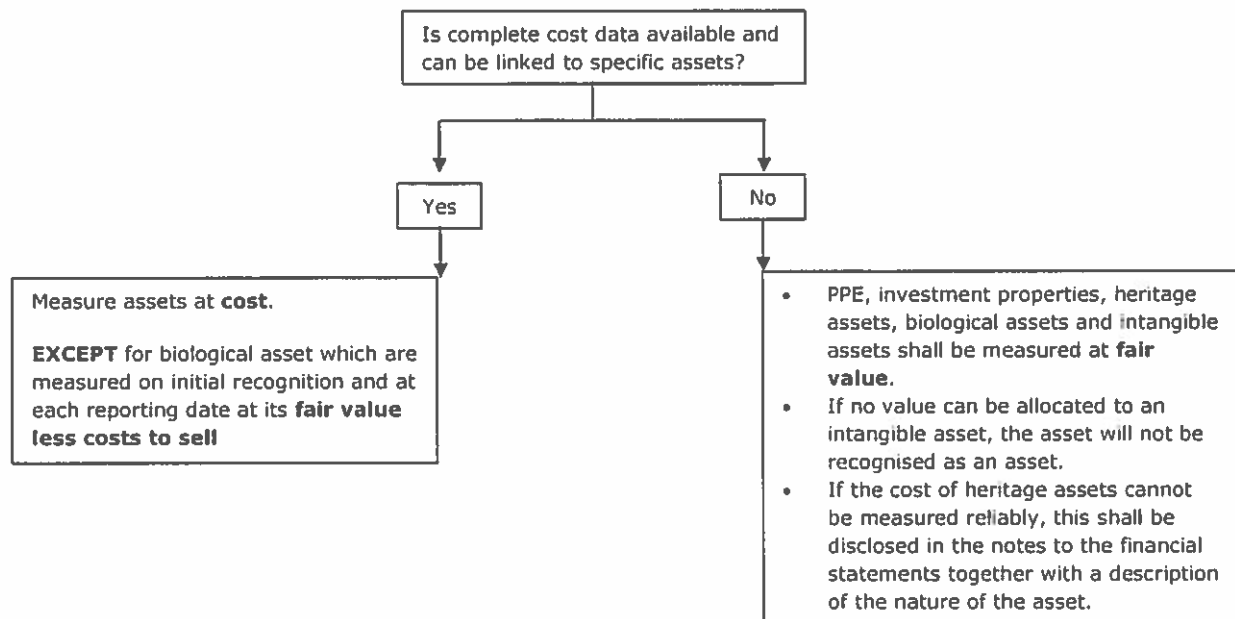 Is complete cost data available and
can be linked to specific assets?
Yes
No
Measure assets at cost.
EXCEPT for biological asset which are
measured on initial recognition and at
each reporting date at its fair value
less costs to sell
• PPE, investment properties, heritage
assets, biological assets and intangible
assets shall be measured at fair
value.
• If no value can be allocated to an
intangible asset, the asset will not be
recognised as an asset.
• If the cost of heritage assets cannot
be measured reliably, this shall be
disclosed in the notes to the financial
statements together with a description
of the nature of the asset.